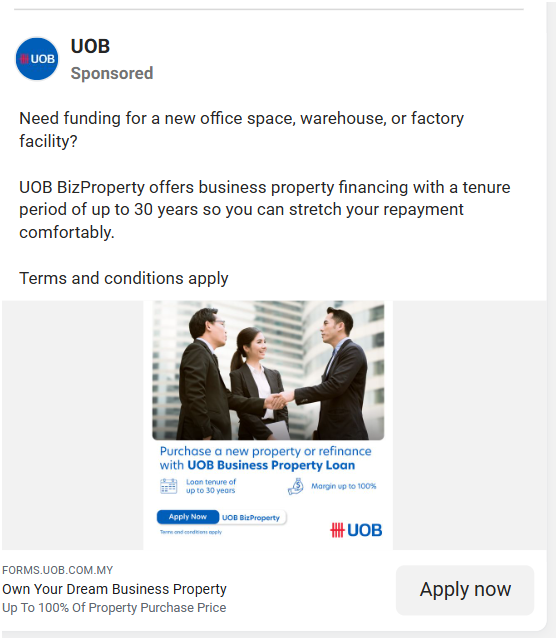 UOB
UOB
Sponsored
Need funding for a new office space, warehouse, or factory
facility?
UOB BizProperty offers business property financing with a tenure
period of up to 30 years so you can stretch your repayment
comfortably.
Terms and conditions apply
Purchase a new property or refinance
with UOB Business Property Loan
Loan tenure of
up to 30 years
Margin up to 100%
Apply Now UOB BizProperty
Terms and conditions apply
UOB
FORMS.UOB.COM.MY
Own Your Dream Business Property
Up To 100% Of Property Purchase Price
Apply now